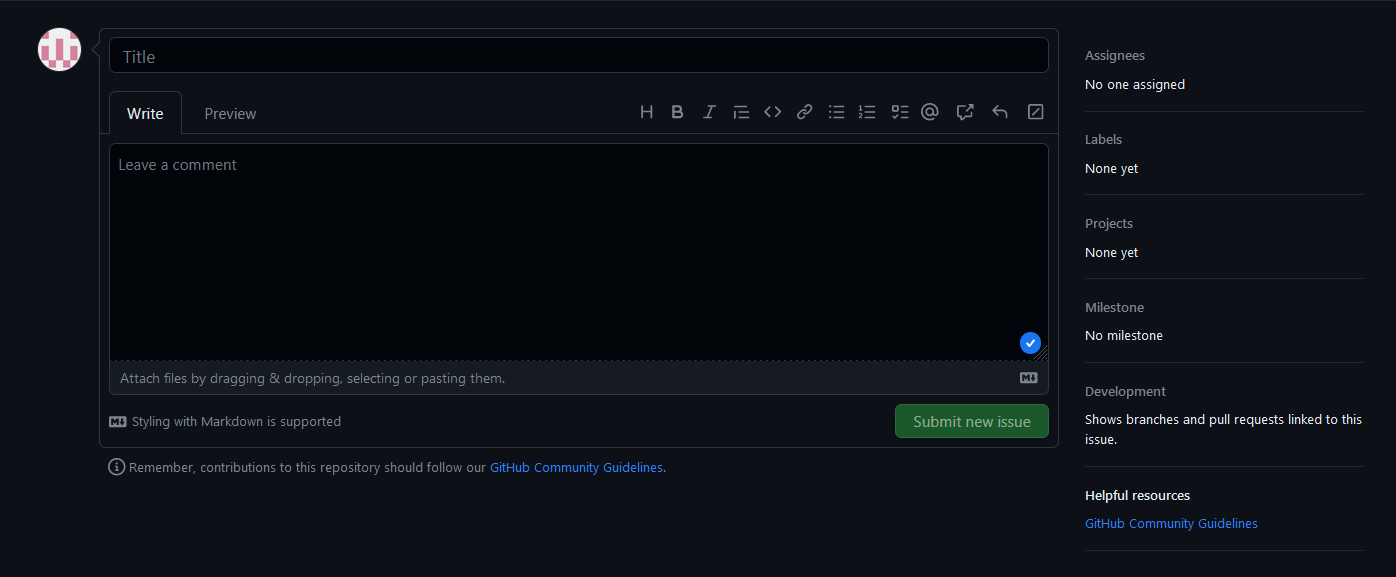 Title
Write
Preview
Leave a comment
Attach files by dragging & dropping, selecting or pasting them.
Styling with Markdown is supported
Submit new issue
Remember, contributions to this repository should follow our GitHub Community Guidelines.
Assignees
No one assigned
Labels
None yet
Projects
None yet
Milestone
No milestone
Development
Shows branches and pull requests linked to this
issue.
Helpful resources
GitHub Community Guidelines